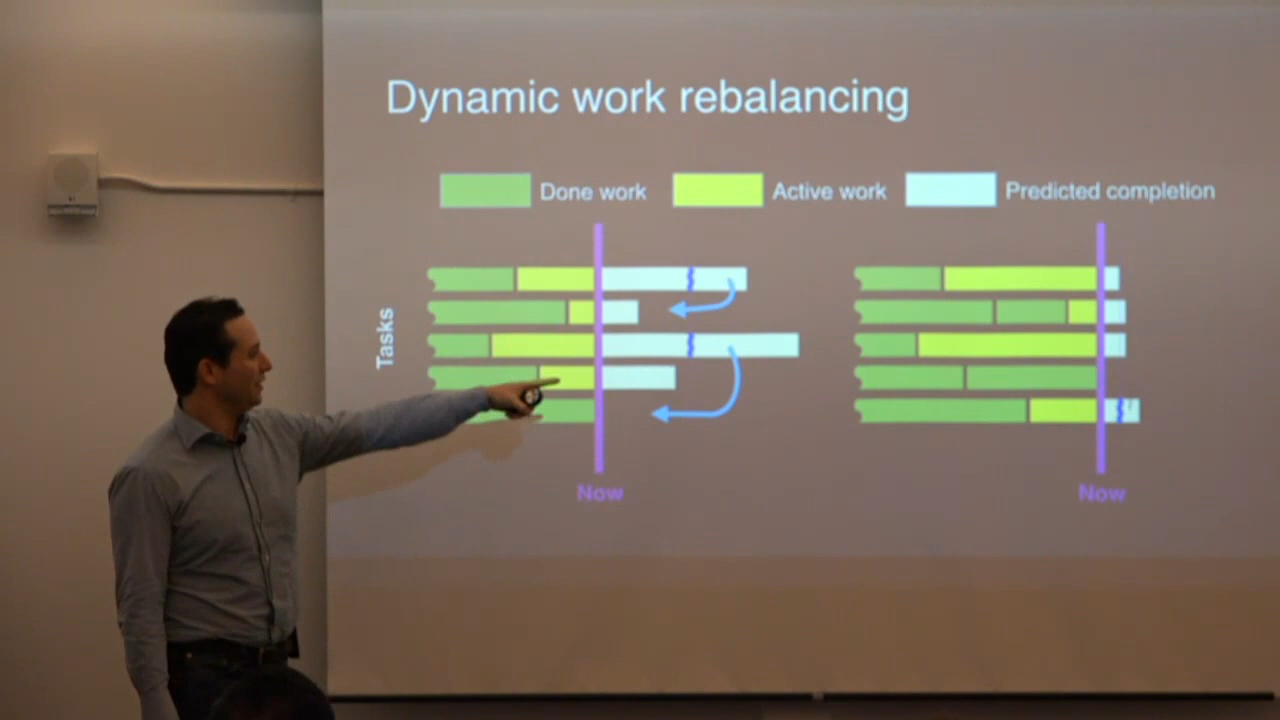 Dynamic work rebalancing
Done work
Active work
Predicted completion
Tasks
Now
Now